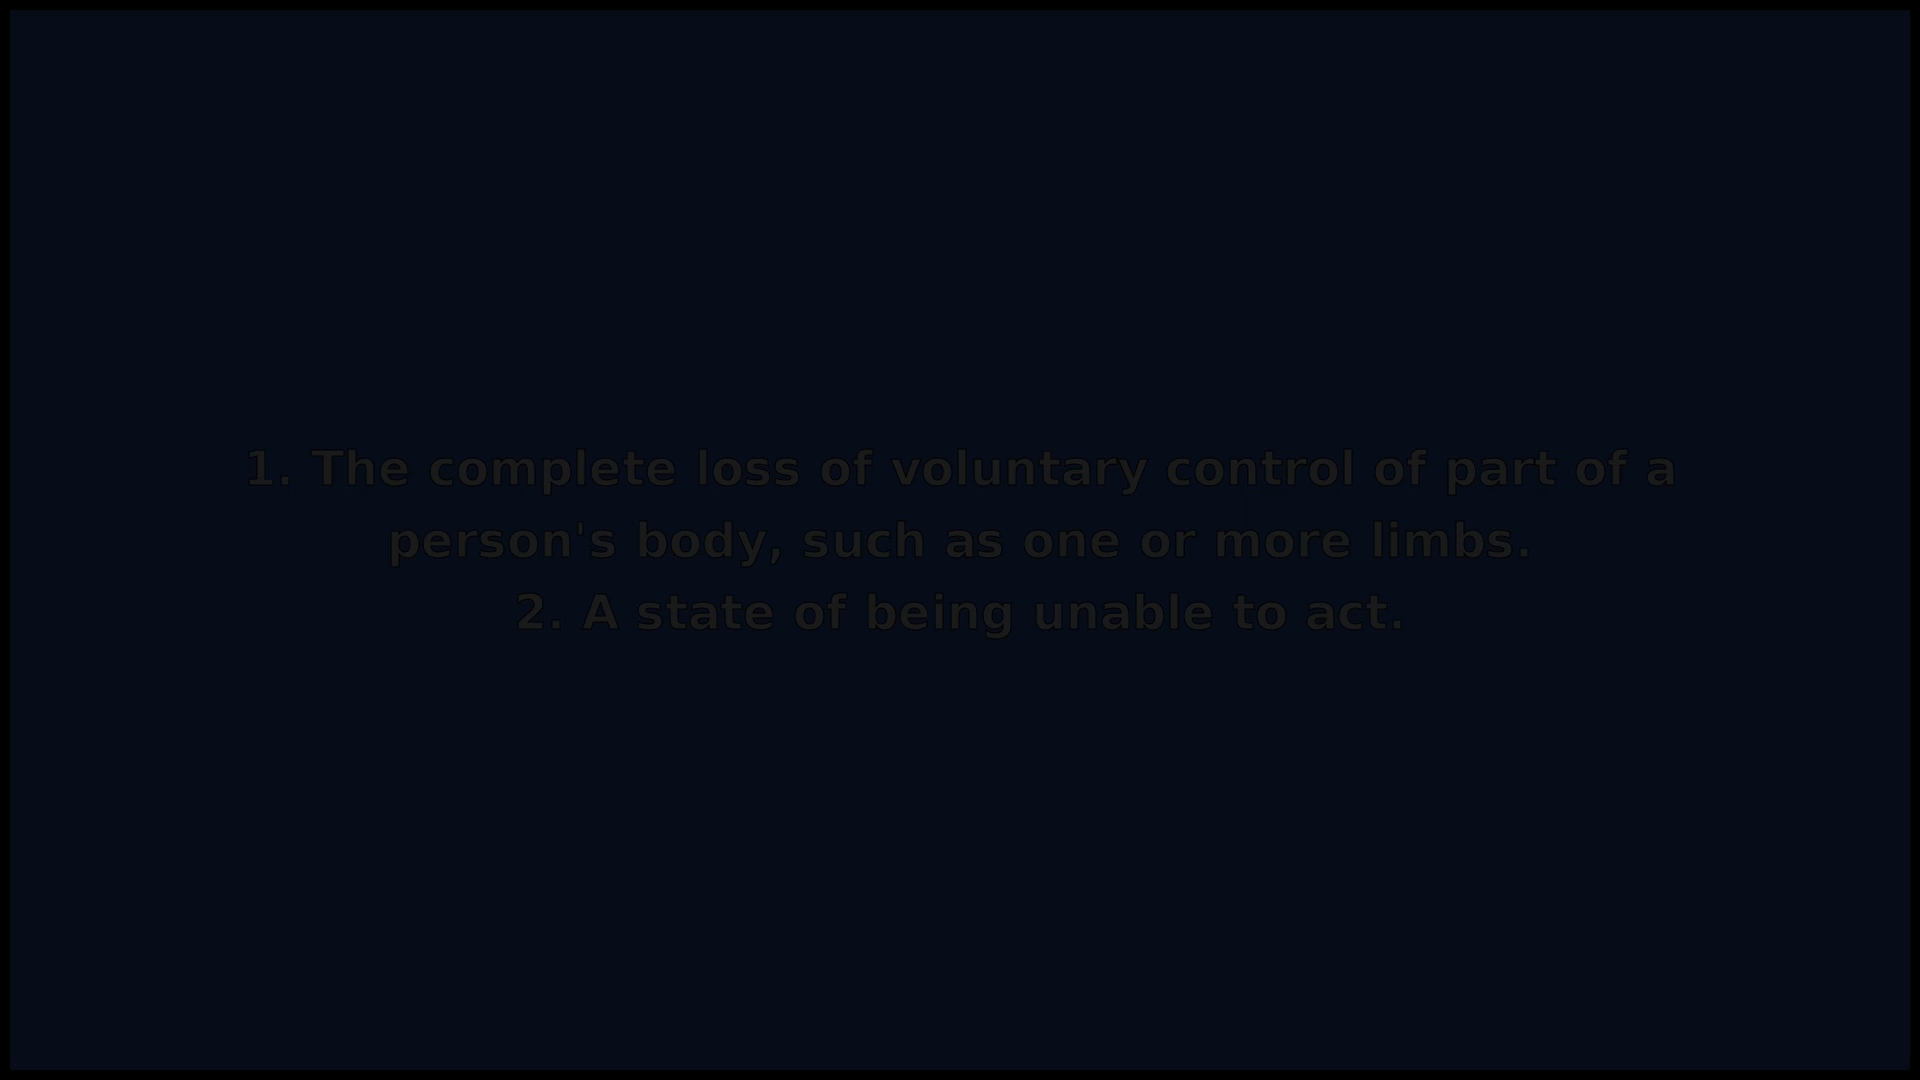 1. The complete loss of voluntary control of part of a
person's body, such as one or more limbs.
2. A state of being unable to act.